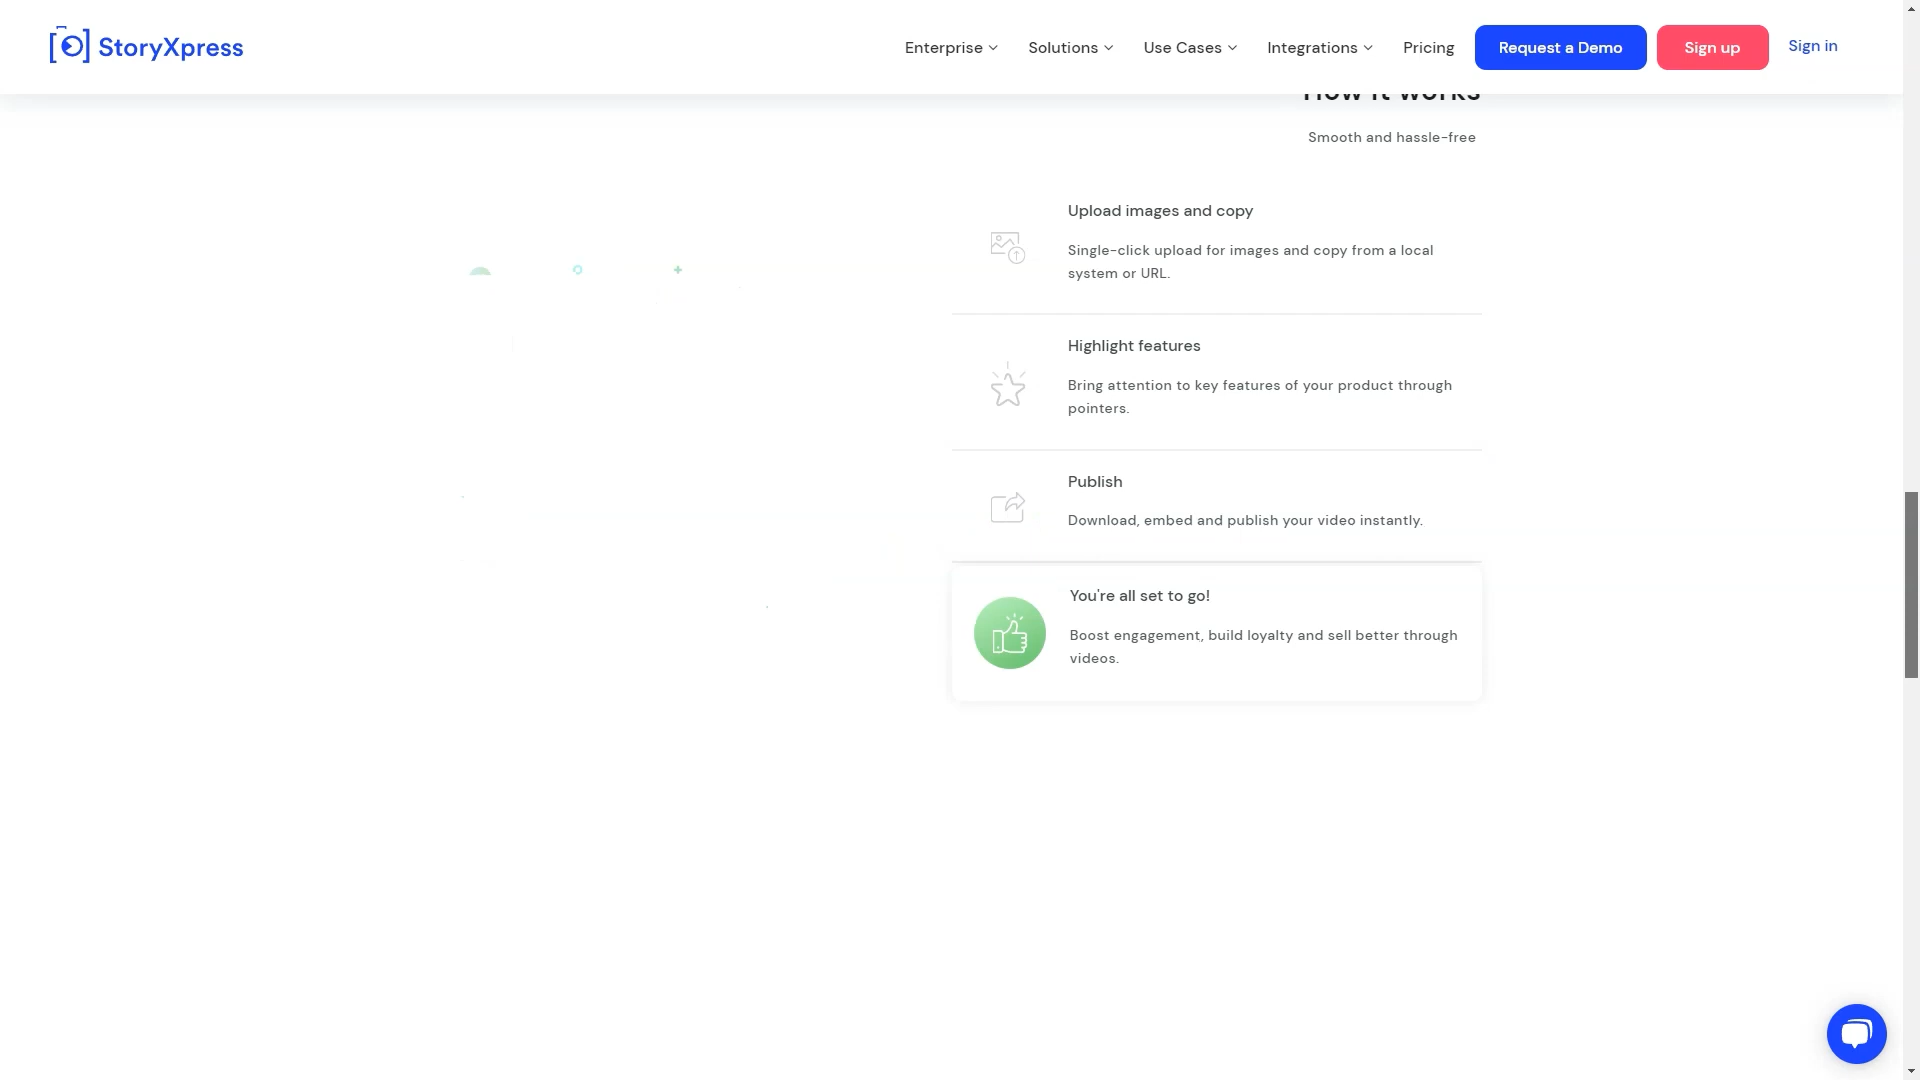 StoryXpress
Enterprise
Solutions
Use Cases
Integrations
Pricing
Request a Demo
Sign up
Sign in
How it works
Smooth and hassle-free
Upload images and copy
Single-click upload for images and copy from a local
system or URL.
Highlight features
Bring attention to key features of your product through
pointers.
Publish
Download, embed and publish your video instantly.
You're all set to go!
Boost engagement, build loyalty and sell better through
videos.